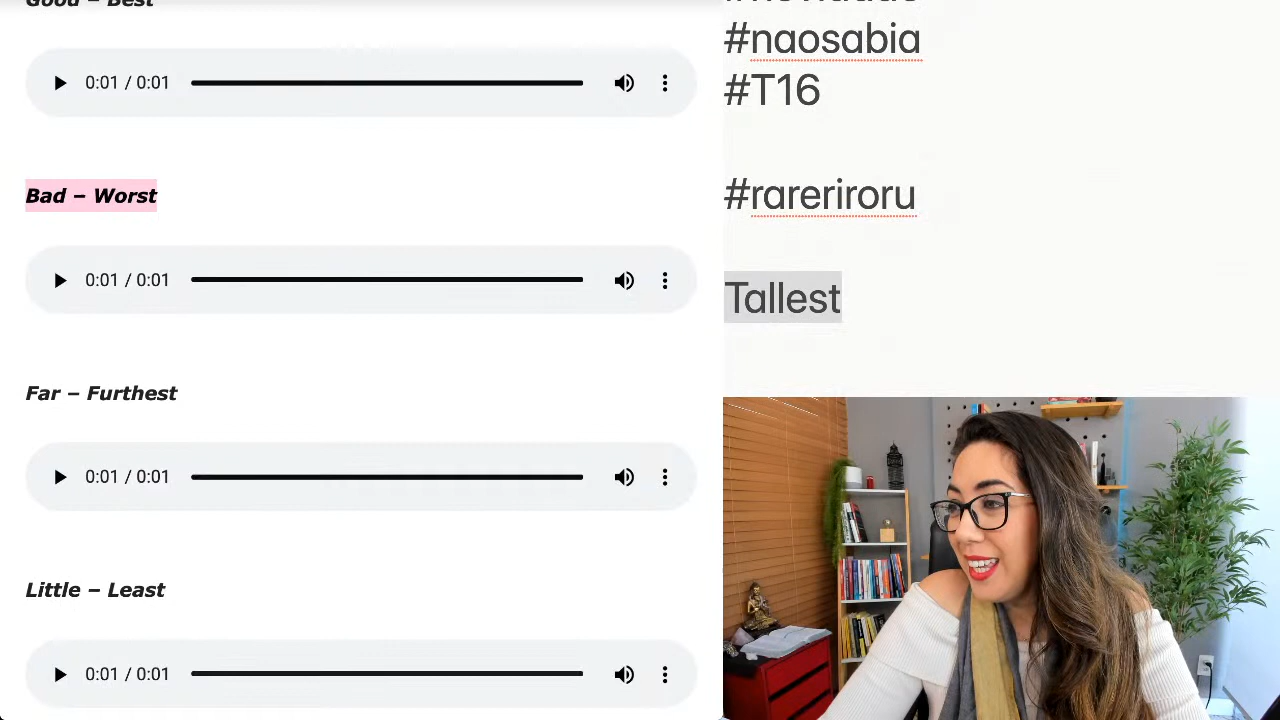 Good – Best
0:01 / 0:01
Bad – Worst
0:01 / 0:01
Far – Furthest
0:01 / 0:01
Little – Least
0:01 / 0:01
#naosabia
#T16
#rareriroru
Tallest